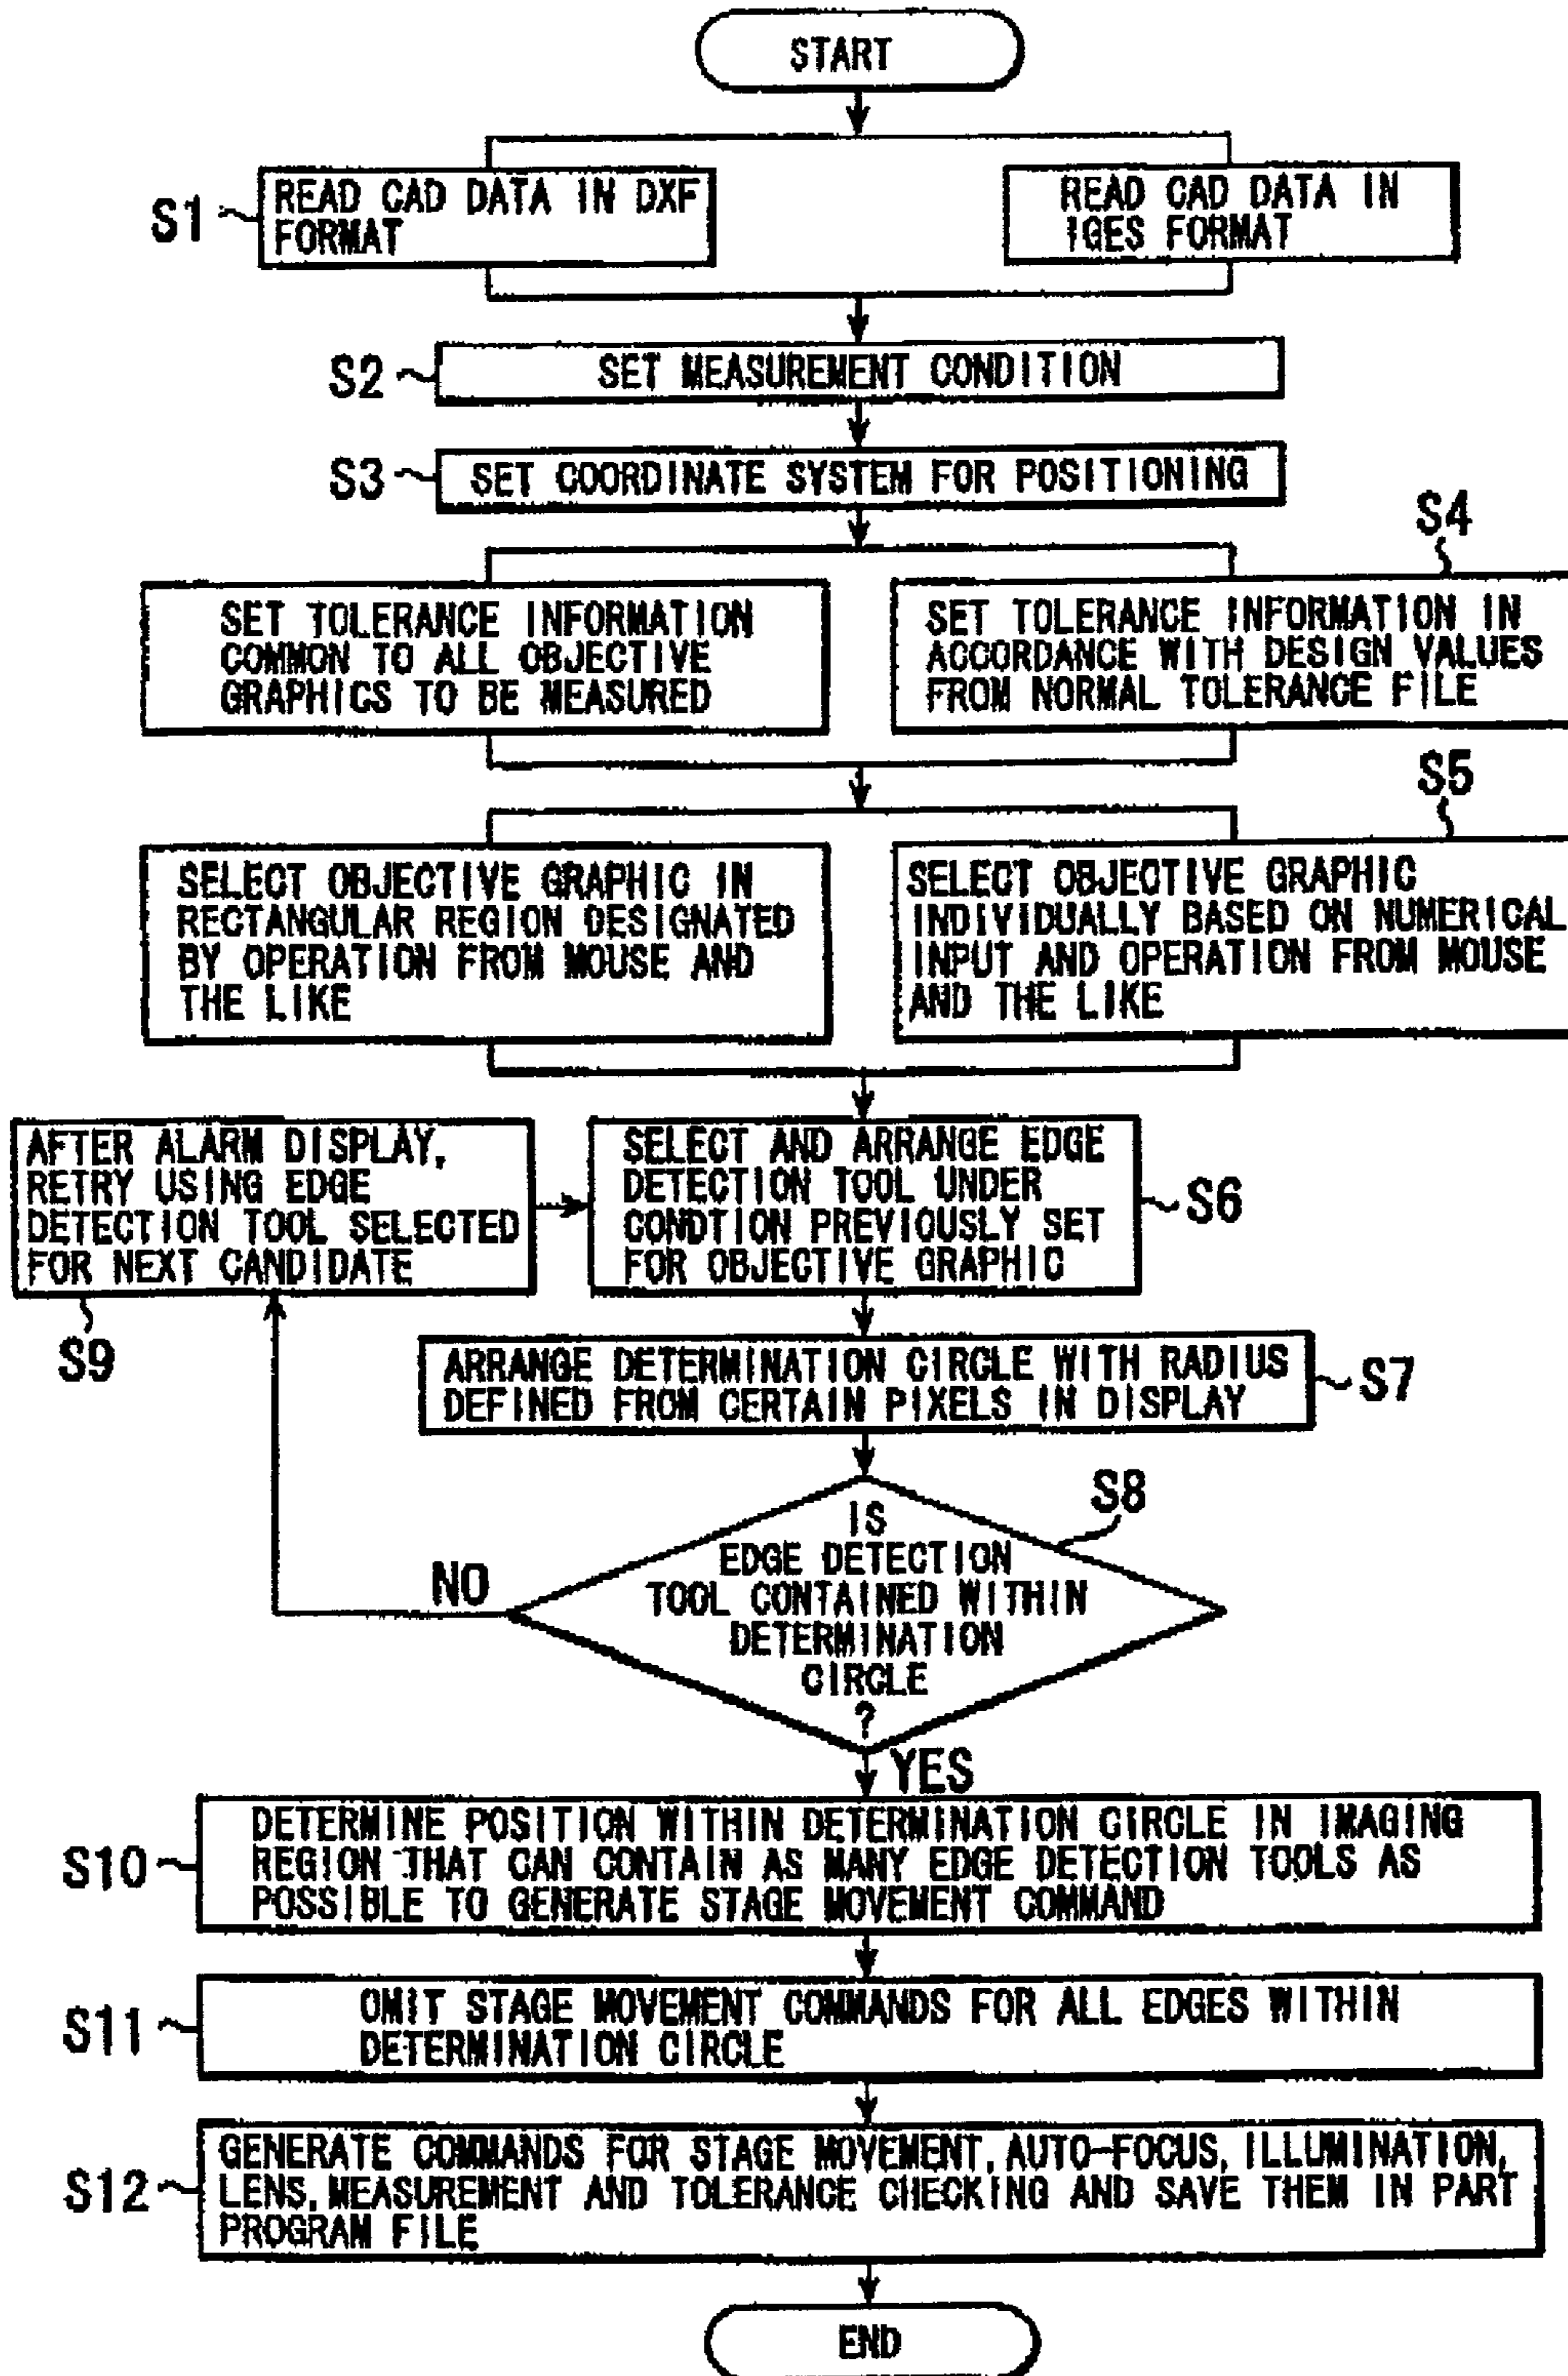 START
S1
READ CAD DATA IN DXF
FORMAT
READ CAD DATA IN
IGES FORMAT
S2
SET MEASUREMENT CONDITION
S3
SET COORDINATE SYSTEM FOR POSITIONING
S4
SET TOLERANCE INFORMATION
COMMON TO ALL OBJECTIVE
GRAPHICS TO BE MEASURED
SET TOLERANCE INFORMATION IN
ACCORDANCE WITH DESIGN VALUES
FROM NORMAL TOLERANCE FILE
S5
SELECT OBJECTIVE GRAPHIC IN
RECTANGULAR REGION DESIGNATED
BY OPERATION FROM MOUSE AND
THE LIKE
SELECT OBJECTIVE GRAPHIC
INDIVIDUALLY BASED ON NUMERICAL
INPUT AND OPERATION FROM MOUSE
AND THE LIKE
AFTER ALARM DISPLAY,
RETRY USING EDGE
DETECTION TOOL SELECTED
FOR NEXT CANDIDATE
S9
SELECT AND ARRANGE EDGE
DETECTION TOOL UNDER
CONDTION PREVIOUSLY SET
FOR OBJECTIVE GRAPHIC
S6
ARRANGE DETERMINATION CIRCLE WITH RADIUS
DEFINED FROM CERTAIN PIXELS IN DISPLAY
S7
S8
IS
EDGE DETECTION
TOOL CONTAINED WITHIN
DETERMINATION
CIRCLE
?
NO
YES
S10
DETERMINE POSITION WITHIN DETERMINATION CIRCLE IN IMAGING
REGION THAT CAN CONTAIN AS MANY EDGE DETECTION TOOLS AS
POSSIBLE TO GENERATE STAGE MOVEMENT COMMAND
S11
OMIT STAGE MOVEMENT COMMANDS FOR ALL EDGES WITHIN
DETERMINATION CIRCLE
S12
GENERATE COMMANDS FOR STAGE MOVEMENT, AUTO-FOCUS, ILLUMINATION,
LENS, MEASUREMENT AND TOLERANCE CHECKING AND SAVE THEM IN PART
PROGRAM FILE
END